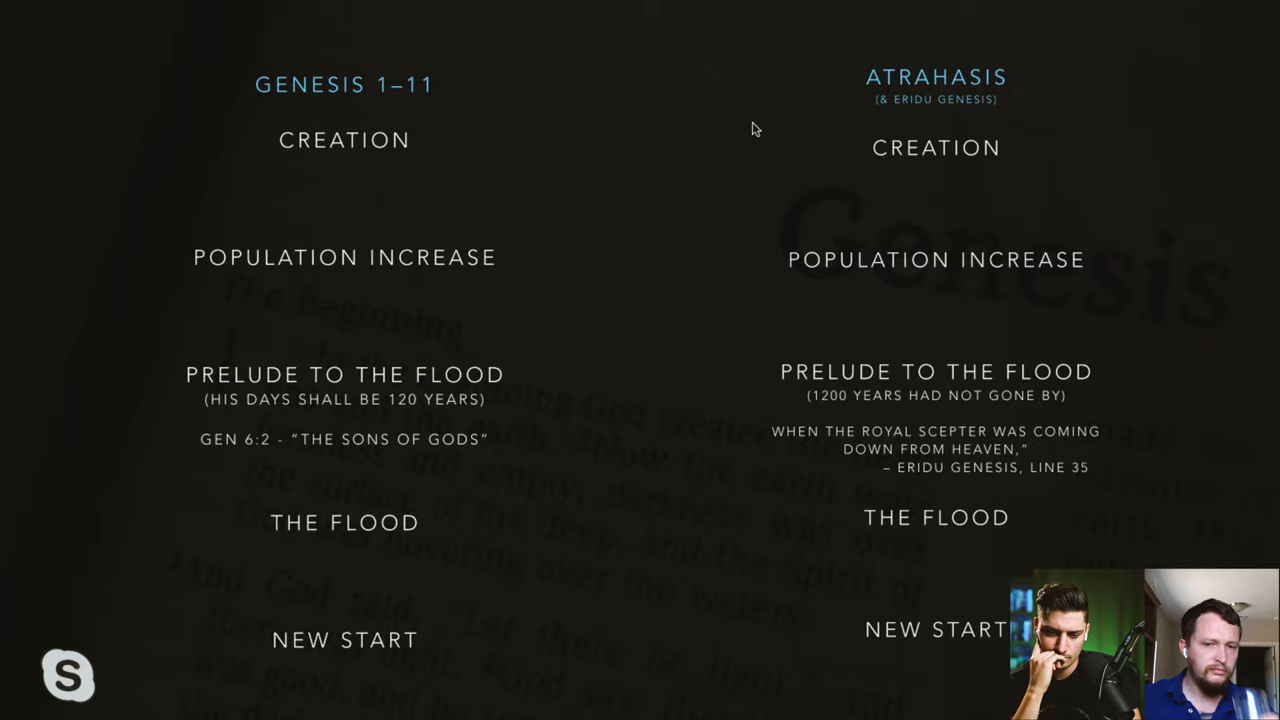 GENESIS 1–11
CREATION
POPULATION INCREASE
PRELUDE TO THE FLOOD
(HIS DAYS SHALL BE 120 YEARS)
GEN 6:2 - “THE SONS OF GODS”
THE FLOOD
NEW START
ATRAHASIS
(& ERIDU GENESIS)
CREATION
POPULATION INCREASE
PRELUDE TO THE FLOOD
(1200 YEARS HAD NOT GONE BY)
WHEN THE ROYAL SCEPTER WAS COMING
DOWN FROM HEAVEN,”
– ERIDU GENESIS, LINE 35
THE FLOOD
NEW START
Genesis
The Beginning
S